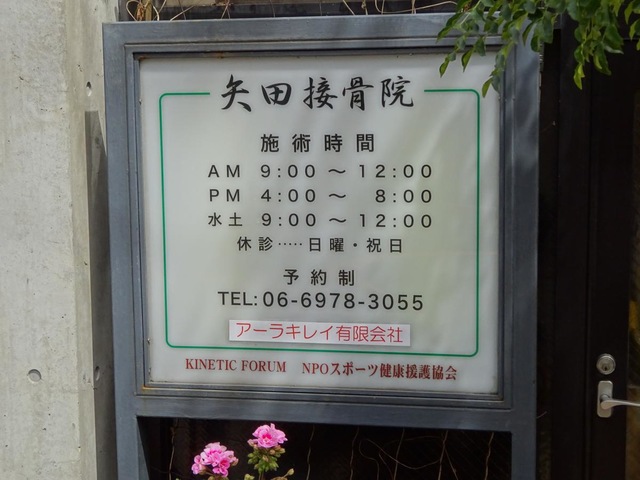 矢田接骨院
施術時間
AM 9:00 ～ 12:00
PM 4:00 ～ 8:00
水土 9:00 ～ 12:00
休診‥‥日曜・祝日
予約制
TEL:06-6978-3055
アーラキレイ有限会社
KINETIC FORUM NPOスポーツ健康援護協会